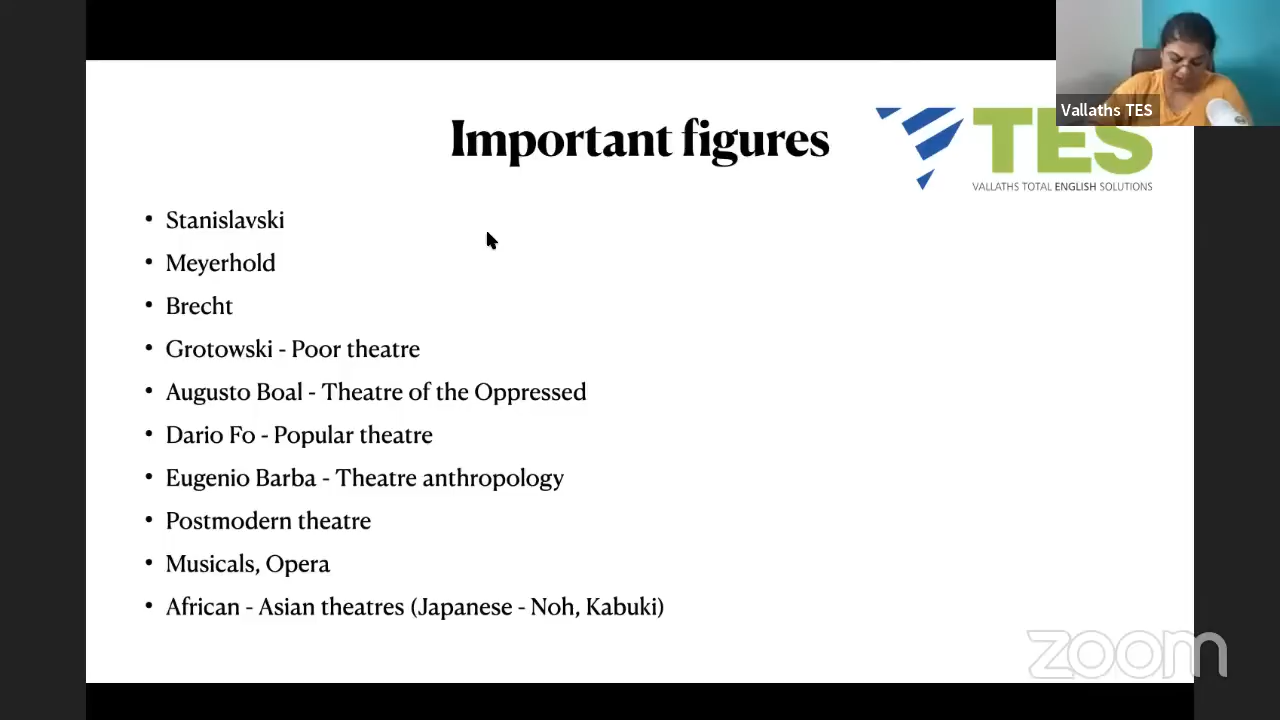 Vallaths TES
Important figures
TES
VALLATHS TOTAL ENGLISH SOLUTIONS
• Stanislavski
• Meyerhold
• Brecht
• Grotowski - Poor theatre
• Augusto Boal - Theatre of the Oppressed
• Dario Fo - Popular theatre
• Eugenio Barba - Theatre anthropology
• Postmodern theatre
• Musicals, Opera
• African - Asian theatres (Japanese - Noh, Kabuki)
zoom